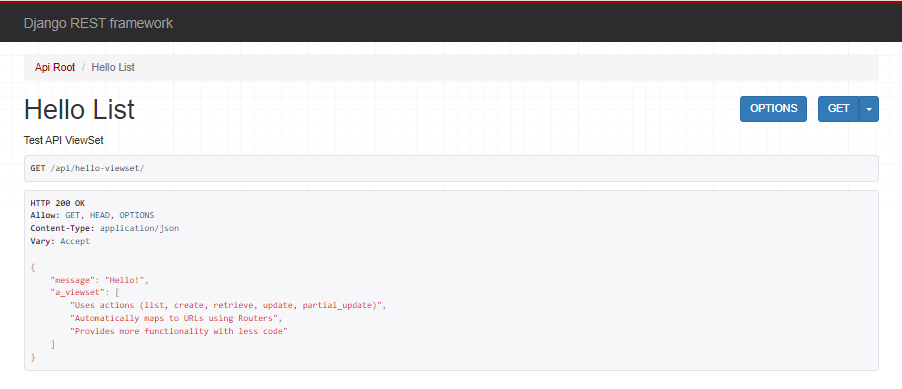 Django REST framework
Api Root / Hello List
Hello List
OPTIONS
GET
Test API ViewSet
GET /api/hello-viewset/
HTTP 200 OK
Allow: GET, HEAD, OPTIONS
Content-Type: application/json
Vary: Accept
{
    "message": "Hello!",
    "a_viewset": [
        "Uses actions (list, create, retrieve, update, partial_update)",
        "Automatically maps to URLs using Routers",
        "Provides more functionality with less code"
    ]
}